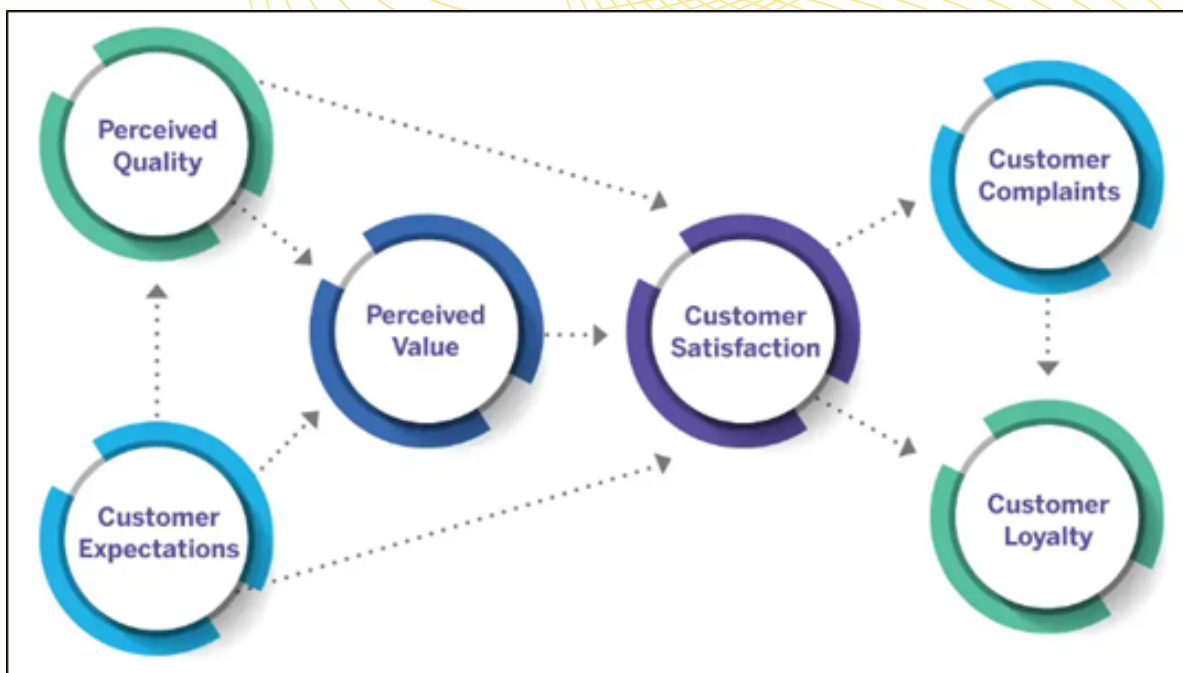 Perceived
Quality
Customer
Complaints
Perceived
Value
Customer
Satisfaction
Customer
Expectations
Customer
Loyalty